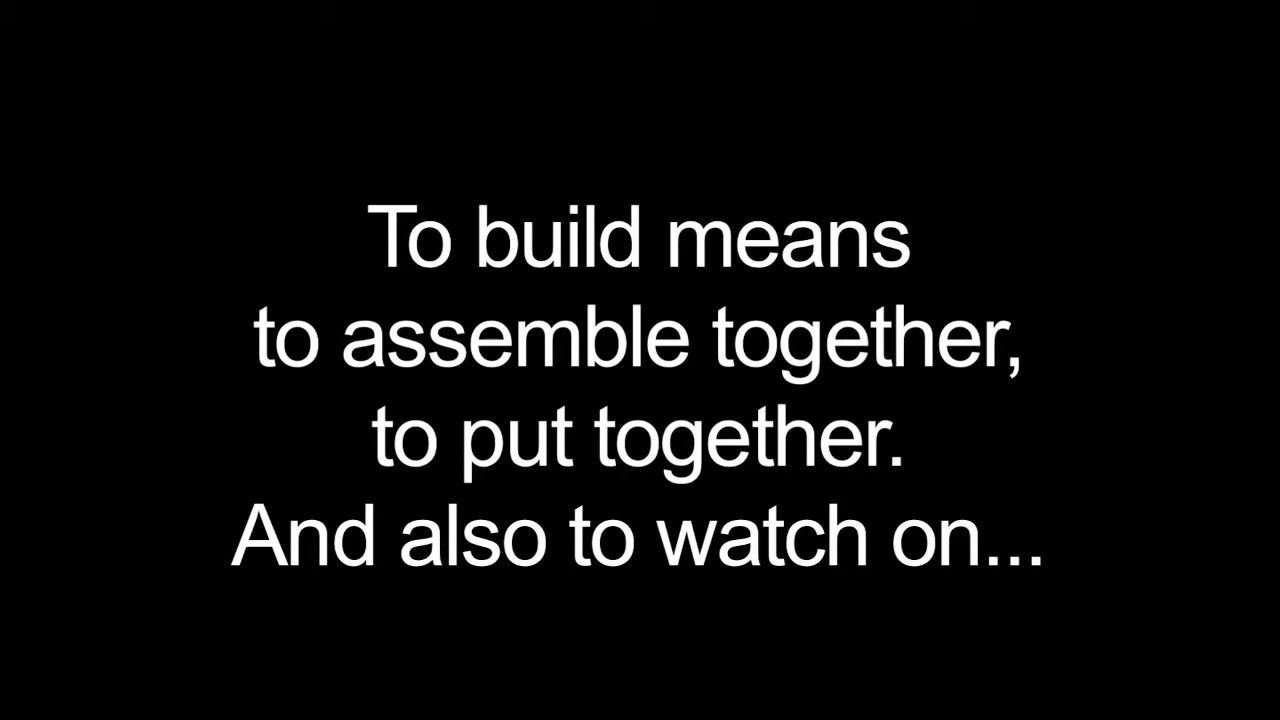 To build means
to assemble together,
to put together.
And also to watch on...